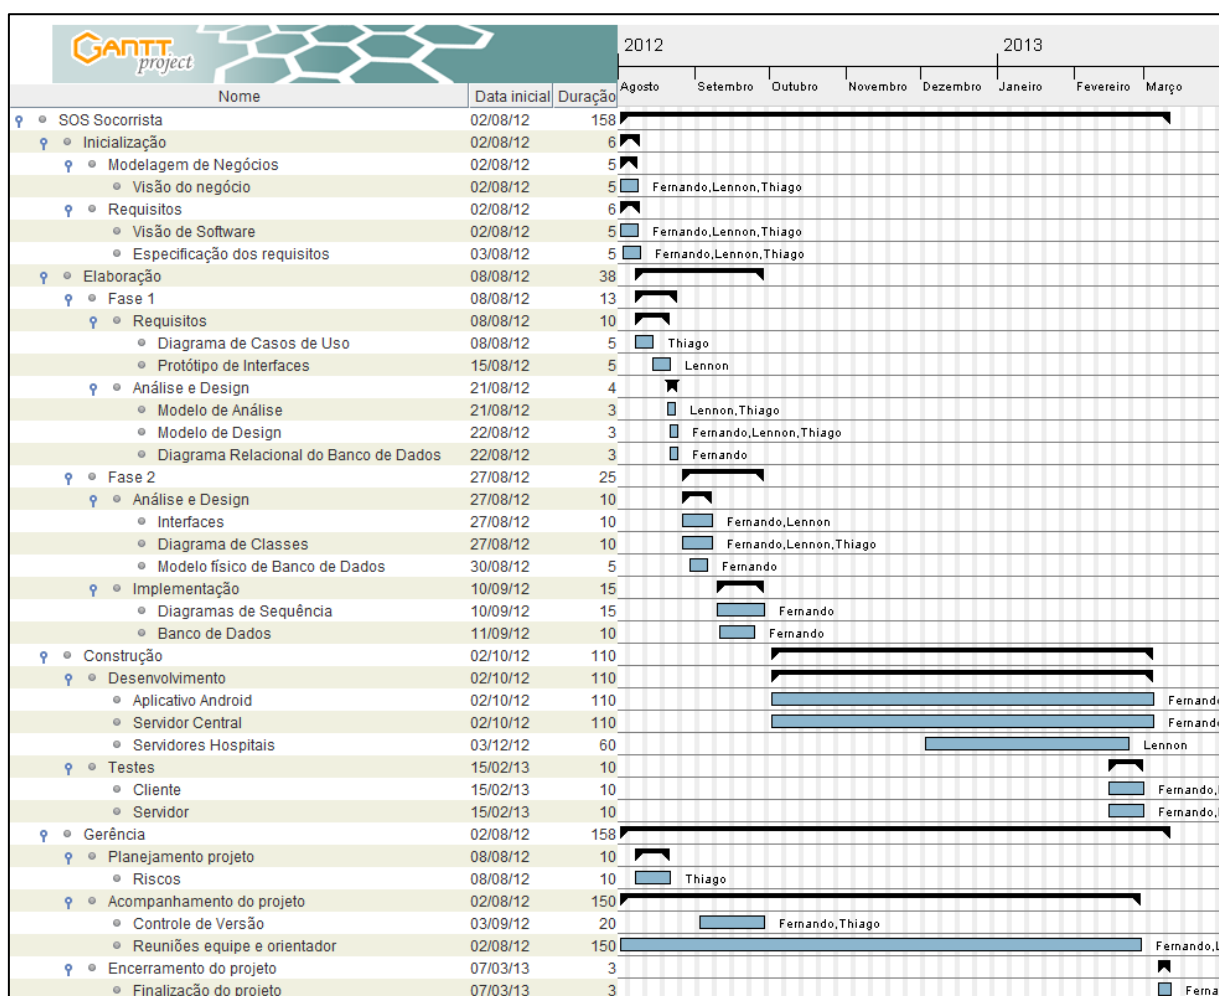 GANTT
project
2012 2013
Nome Data inicial Duração
Agosto Setembro Outubro Novembro Dezembro Janeiro Fevereiro Março
SOS Socorrista 02/08/12 158
Inicialização 02/08/12 6
Modelagem de Negócios 02/08/12 5
Visão do negócio 02/08/12 5 Fernando,Lennon,Thiago
Requisitos 02/08/12 6
Visão de Software 02/08/12 5 Fernando,Lennon,Thiago
Especificação dos requisitos 03/08/12 5 Fernando,Lennon,Thiago
Elaboração 08/08/12 38
Fase 1 08/08/12 13
Requisitos 08/08/12 10
Diagrama de Casos de Uso 08/08/12 5 Thiago
Protótipo de Interfaces 15/08/12 5 Lennon
Análise e Design 21/08/12 4
Modelo de Análise 21/08/12 3 Lennon,Thiago
Modelo de Design 22/08/12 3 Fernando,Lennon,Thiago
Diagrama Relacional do Banco de Dados 22/08/12 3 Fernando
Fase 2 27/08/12 25
Análise e Design 27/08/12 10
Interfaces 27/08/12 10 Fernando,Lennon
Diagrama de Classes 27/08/12 10 Fernando,Lennon,Thiago
Modelo físico de Banco de Dados 30/08/12 5 Fernando
Implementação 10/09/12 15
Diagramas de Sequência 10/09/12 15 Fernando
Banco de Dados 11/09/12 10 Fernando
Construção 02/10/12 110
Desenvolvimento 02/10/12 110
Aplicativo Android 02/10/12 110 Fernand
Servidor Central 02/10/12 110 Fernand
Servidores Hospitais 03/12/12 60 Lennon
Testes 15/02/13 10
Cliente 15/02/13 10 Fernando,
Servidor 15/02/13 10 Fernando,
Gerência 02/08/12 158
Planejamento projeto 08/08/12 10
Riscos 08/08/12 10 Thiago
Acompanhamento do projeto 02/08/12 150
Controle de Versão 03/09/12 20 Fernando,Thiago
Reuniões equipe e orientador 02/08/12 150 Fernando,L
Encerramento do projeto 07/03/13 3
Finalização do projeto 07/03/13 3 Ferna